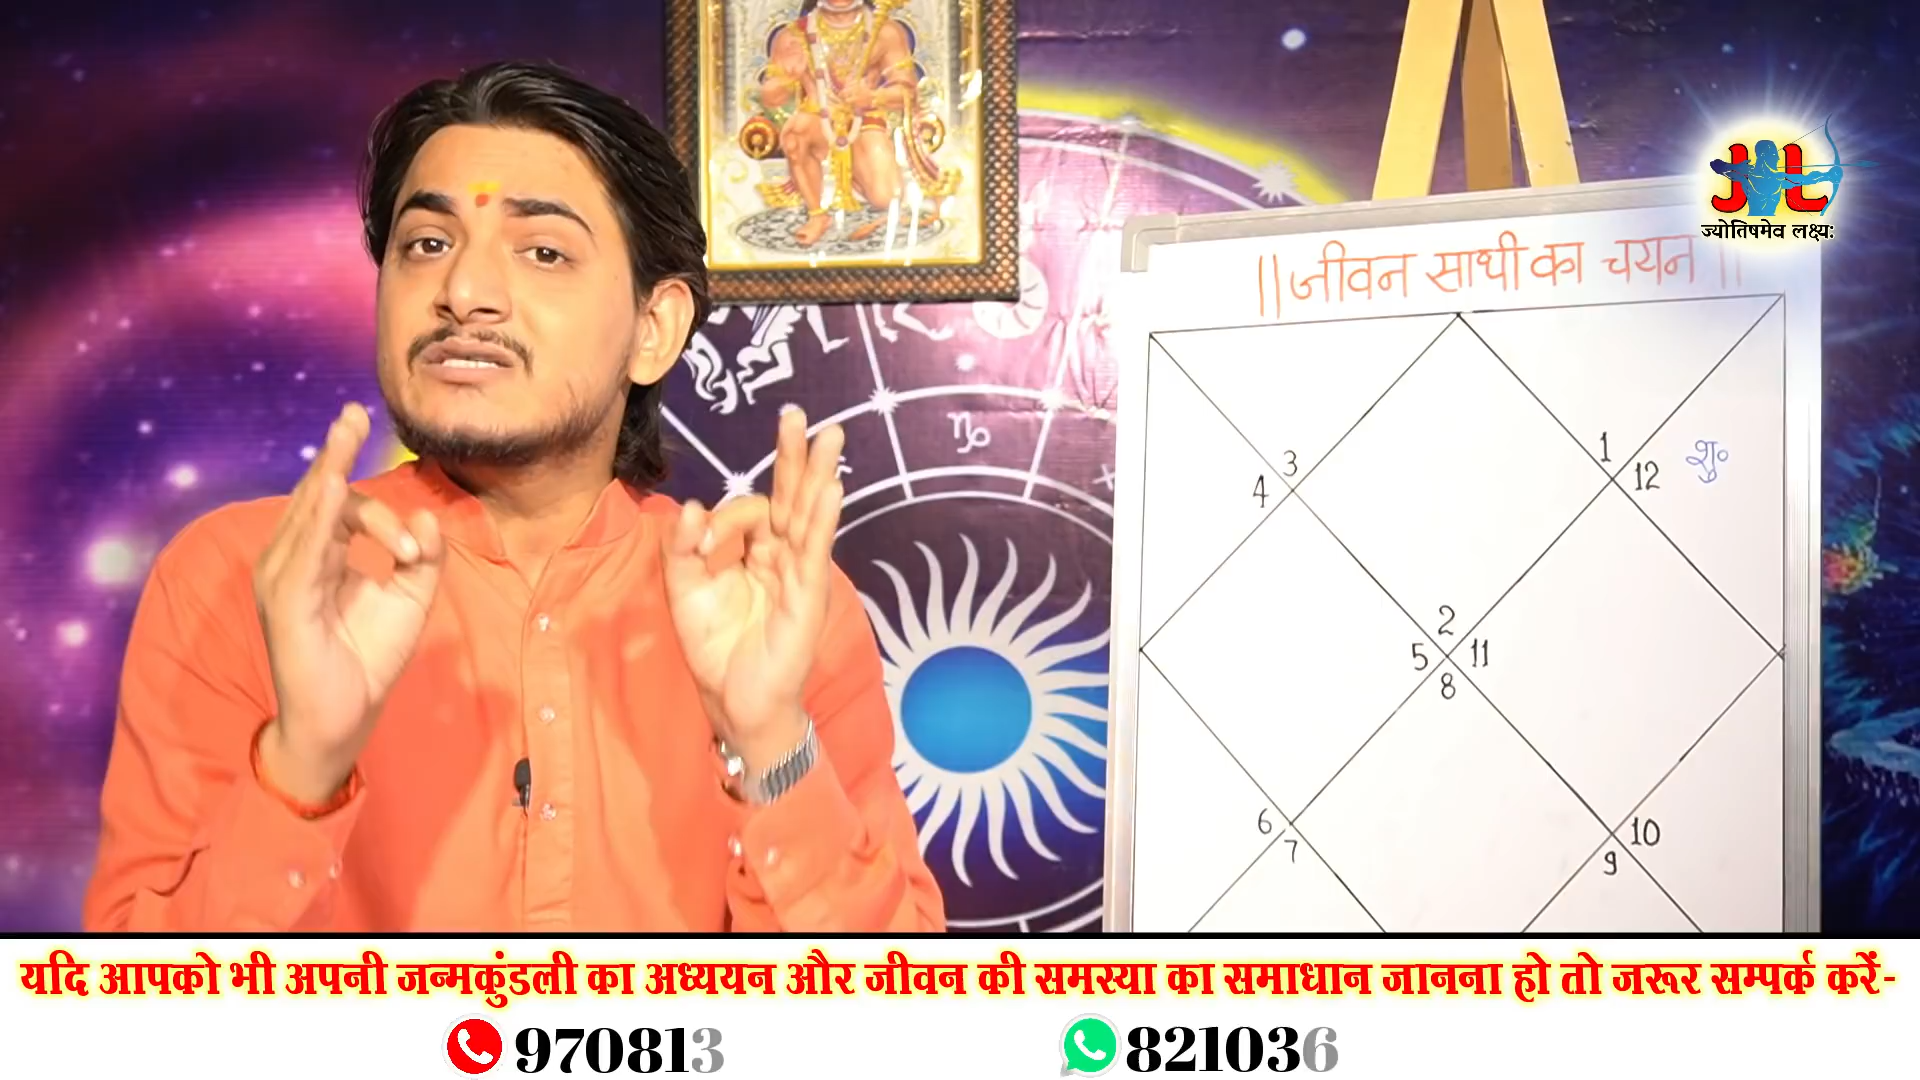 JL
ज्योतिषमेव लक्ष्य:
||जीवन साथी का चयन||
3
4
1
12
शु॰
2
5
11
8
6
7
10
9
यदि आपको भी अपनी जन्मकुंडली का अध्ययन और जीवन की समस्या का समाधान जानना हो तो जरूर सम्पर्क करें-
970813
821036